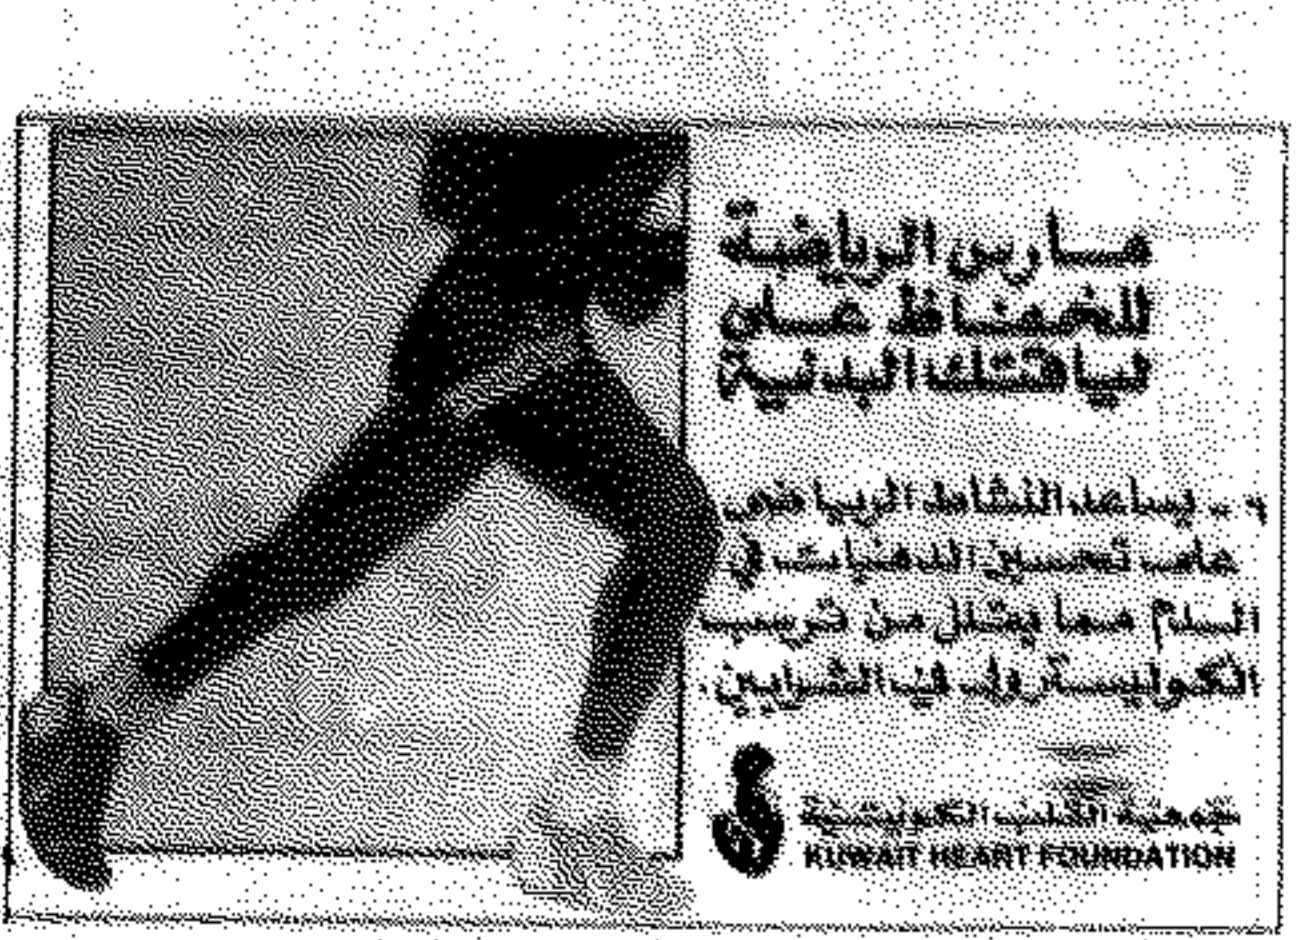 مارس الرياضة
للحفاظ على
لياقتك البدنية
٢ - يساعد النشاط الرياضي
على تحسين الدهنيات في
الدم مما يقلل من ترسب
الكوليسترول في الشرايين.
جمعية القلب الكويتية
KUWAIT HEART FOUNDATION